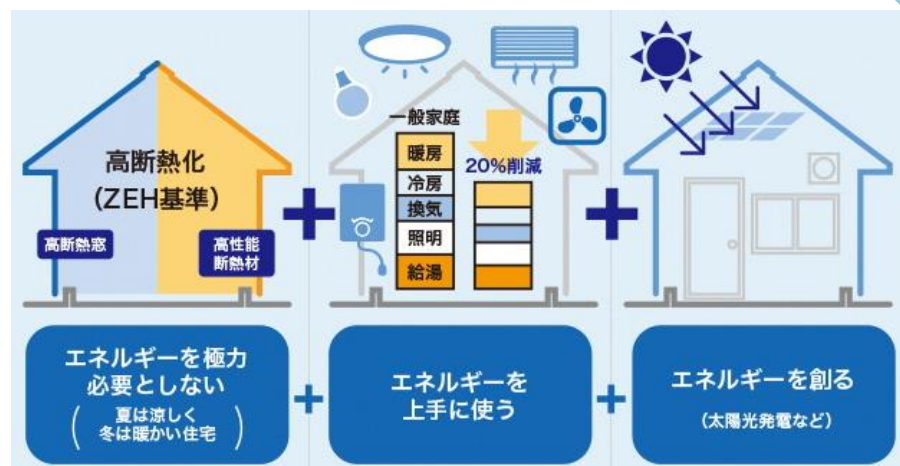 高断熱化
（ZEH基準）
高断熱窓
高性能
断熱材
一般家庭
暖房
冷房
換気
照明
給湯
20%削減
エネルギーを極力
必要としない
（夏は涼しく
冬は暖かい住宅）
エネルギーを
上手に使う
エネルギーを創る
（太陽光発電など）